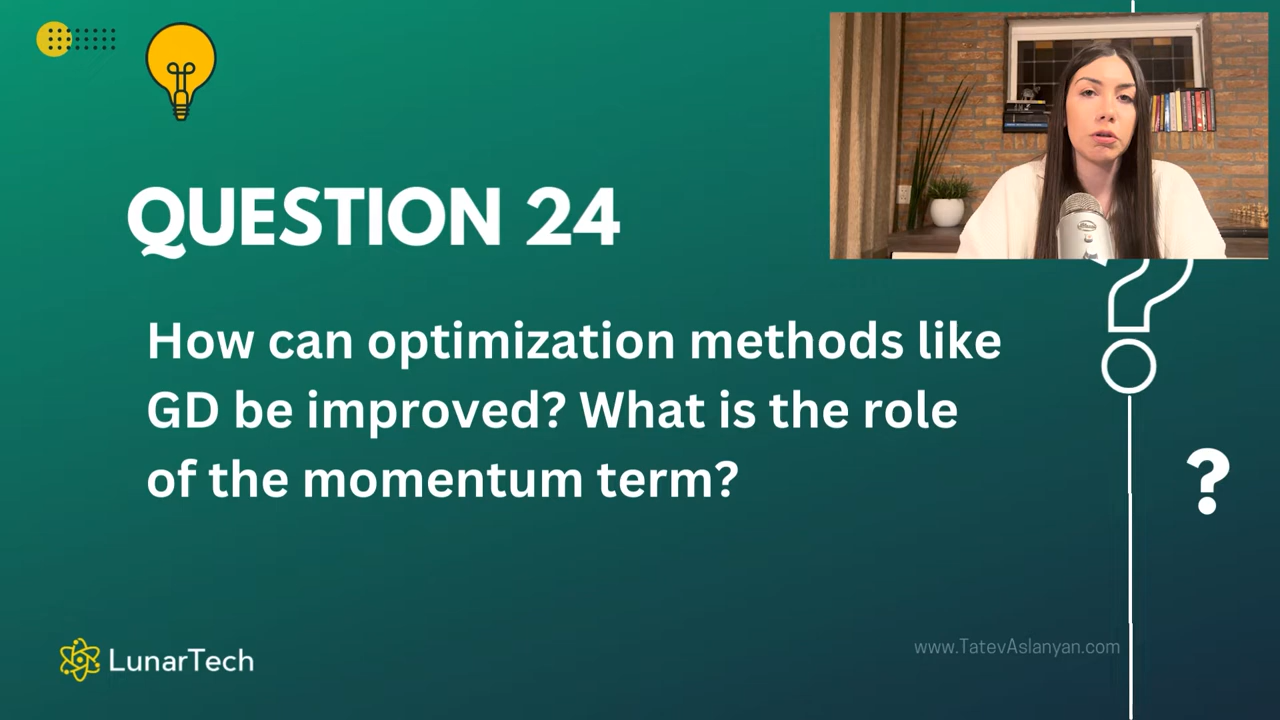 QUESTION 24
How can optimization methods like
GD be improved? What is the role
of the momentum term?
?
LunarTech
www.TatevAslanyan.com